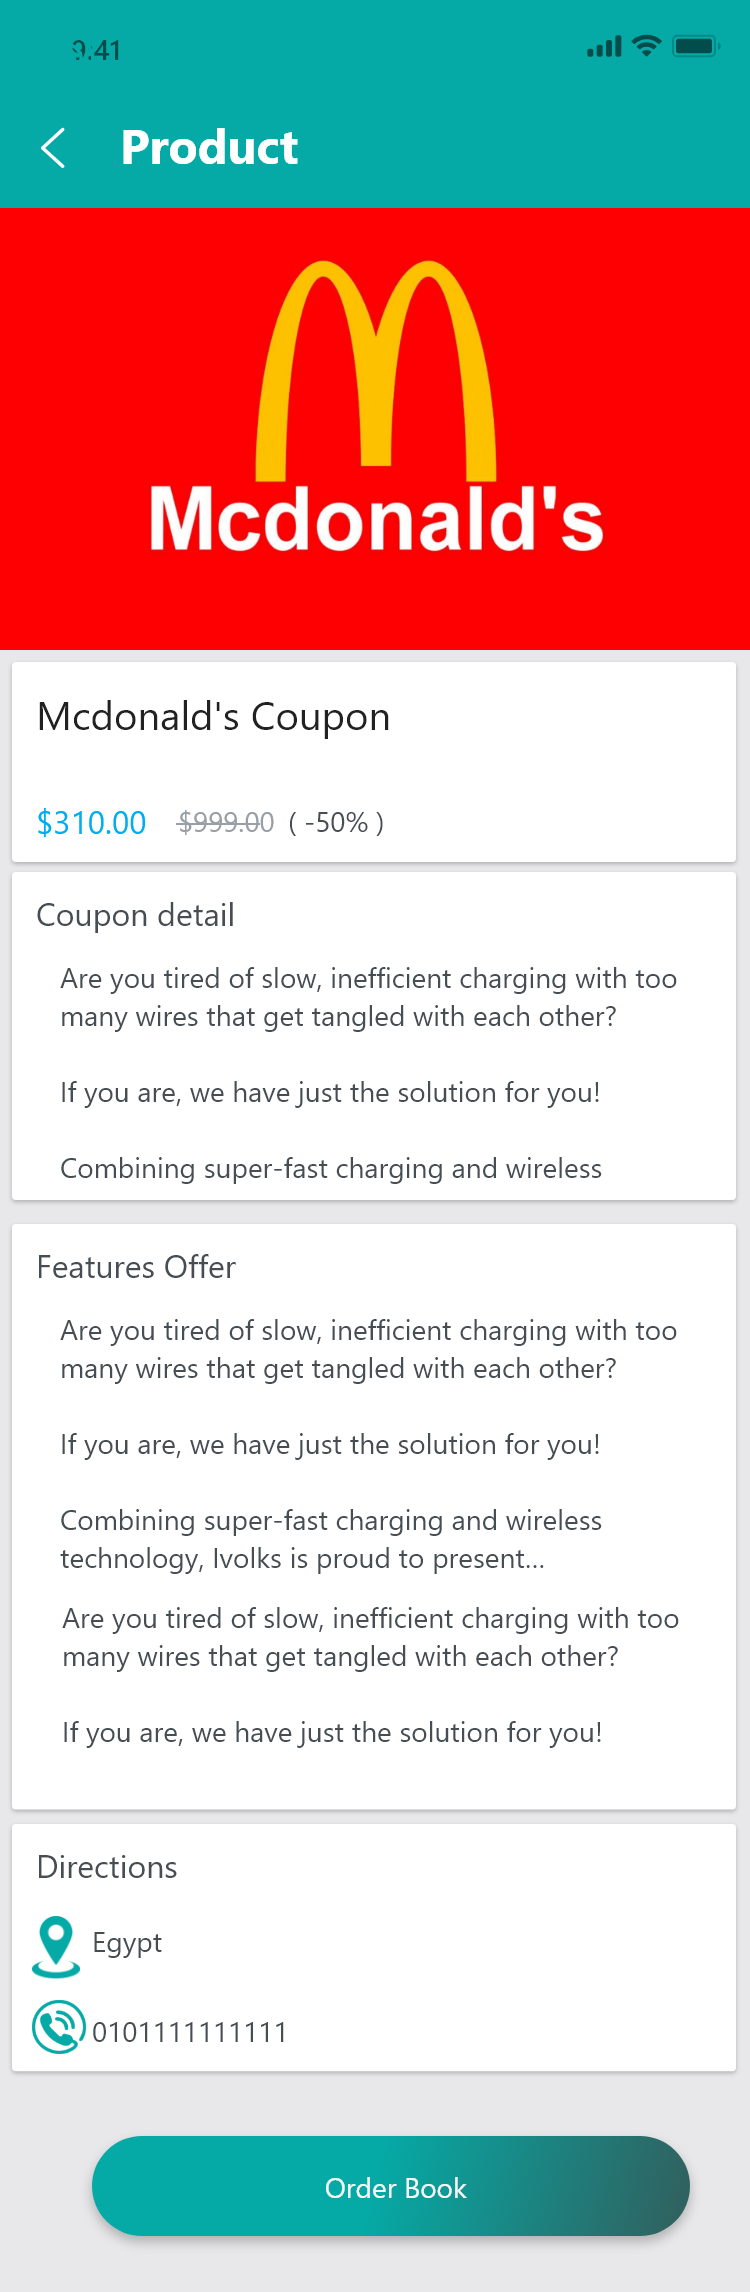 9:41
Product
Mcdonald's
Mcdonald's Coupon
$310.00 $999.00 ( -50% )
Coupon detail
Are you tired of slow, inefficient charging with too
many wires that get tangled with each other?
If you are, we have just the solution for you!
Combining super-fast charging and wireless
Features Offer
Are you tired of slow, inefficient charging with too
many wires that get tangled with each other?
If you are, we have just the solution for you!
Combining super-fast charging and wireless
technology, Ivolks is proud to present...
Are you tired of slow, inefficient charging with too
many wires that get tangled with each other?
If you are, we have just the solution for you!
Directions
Egypt
0101111111111
Order Book